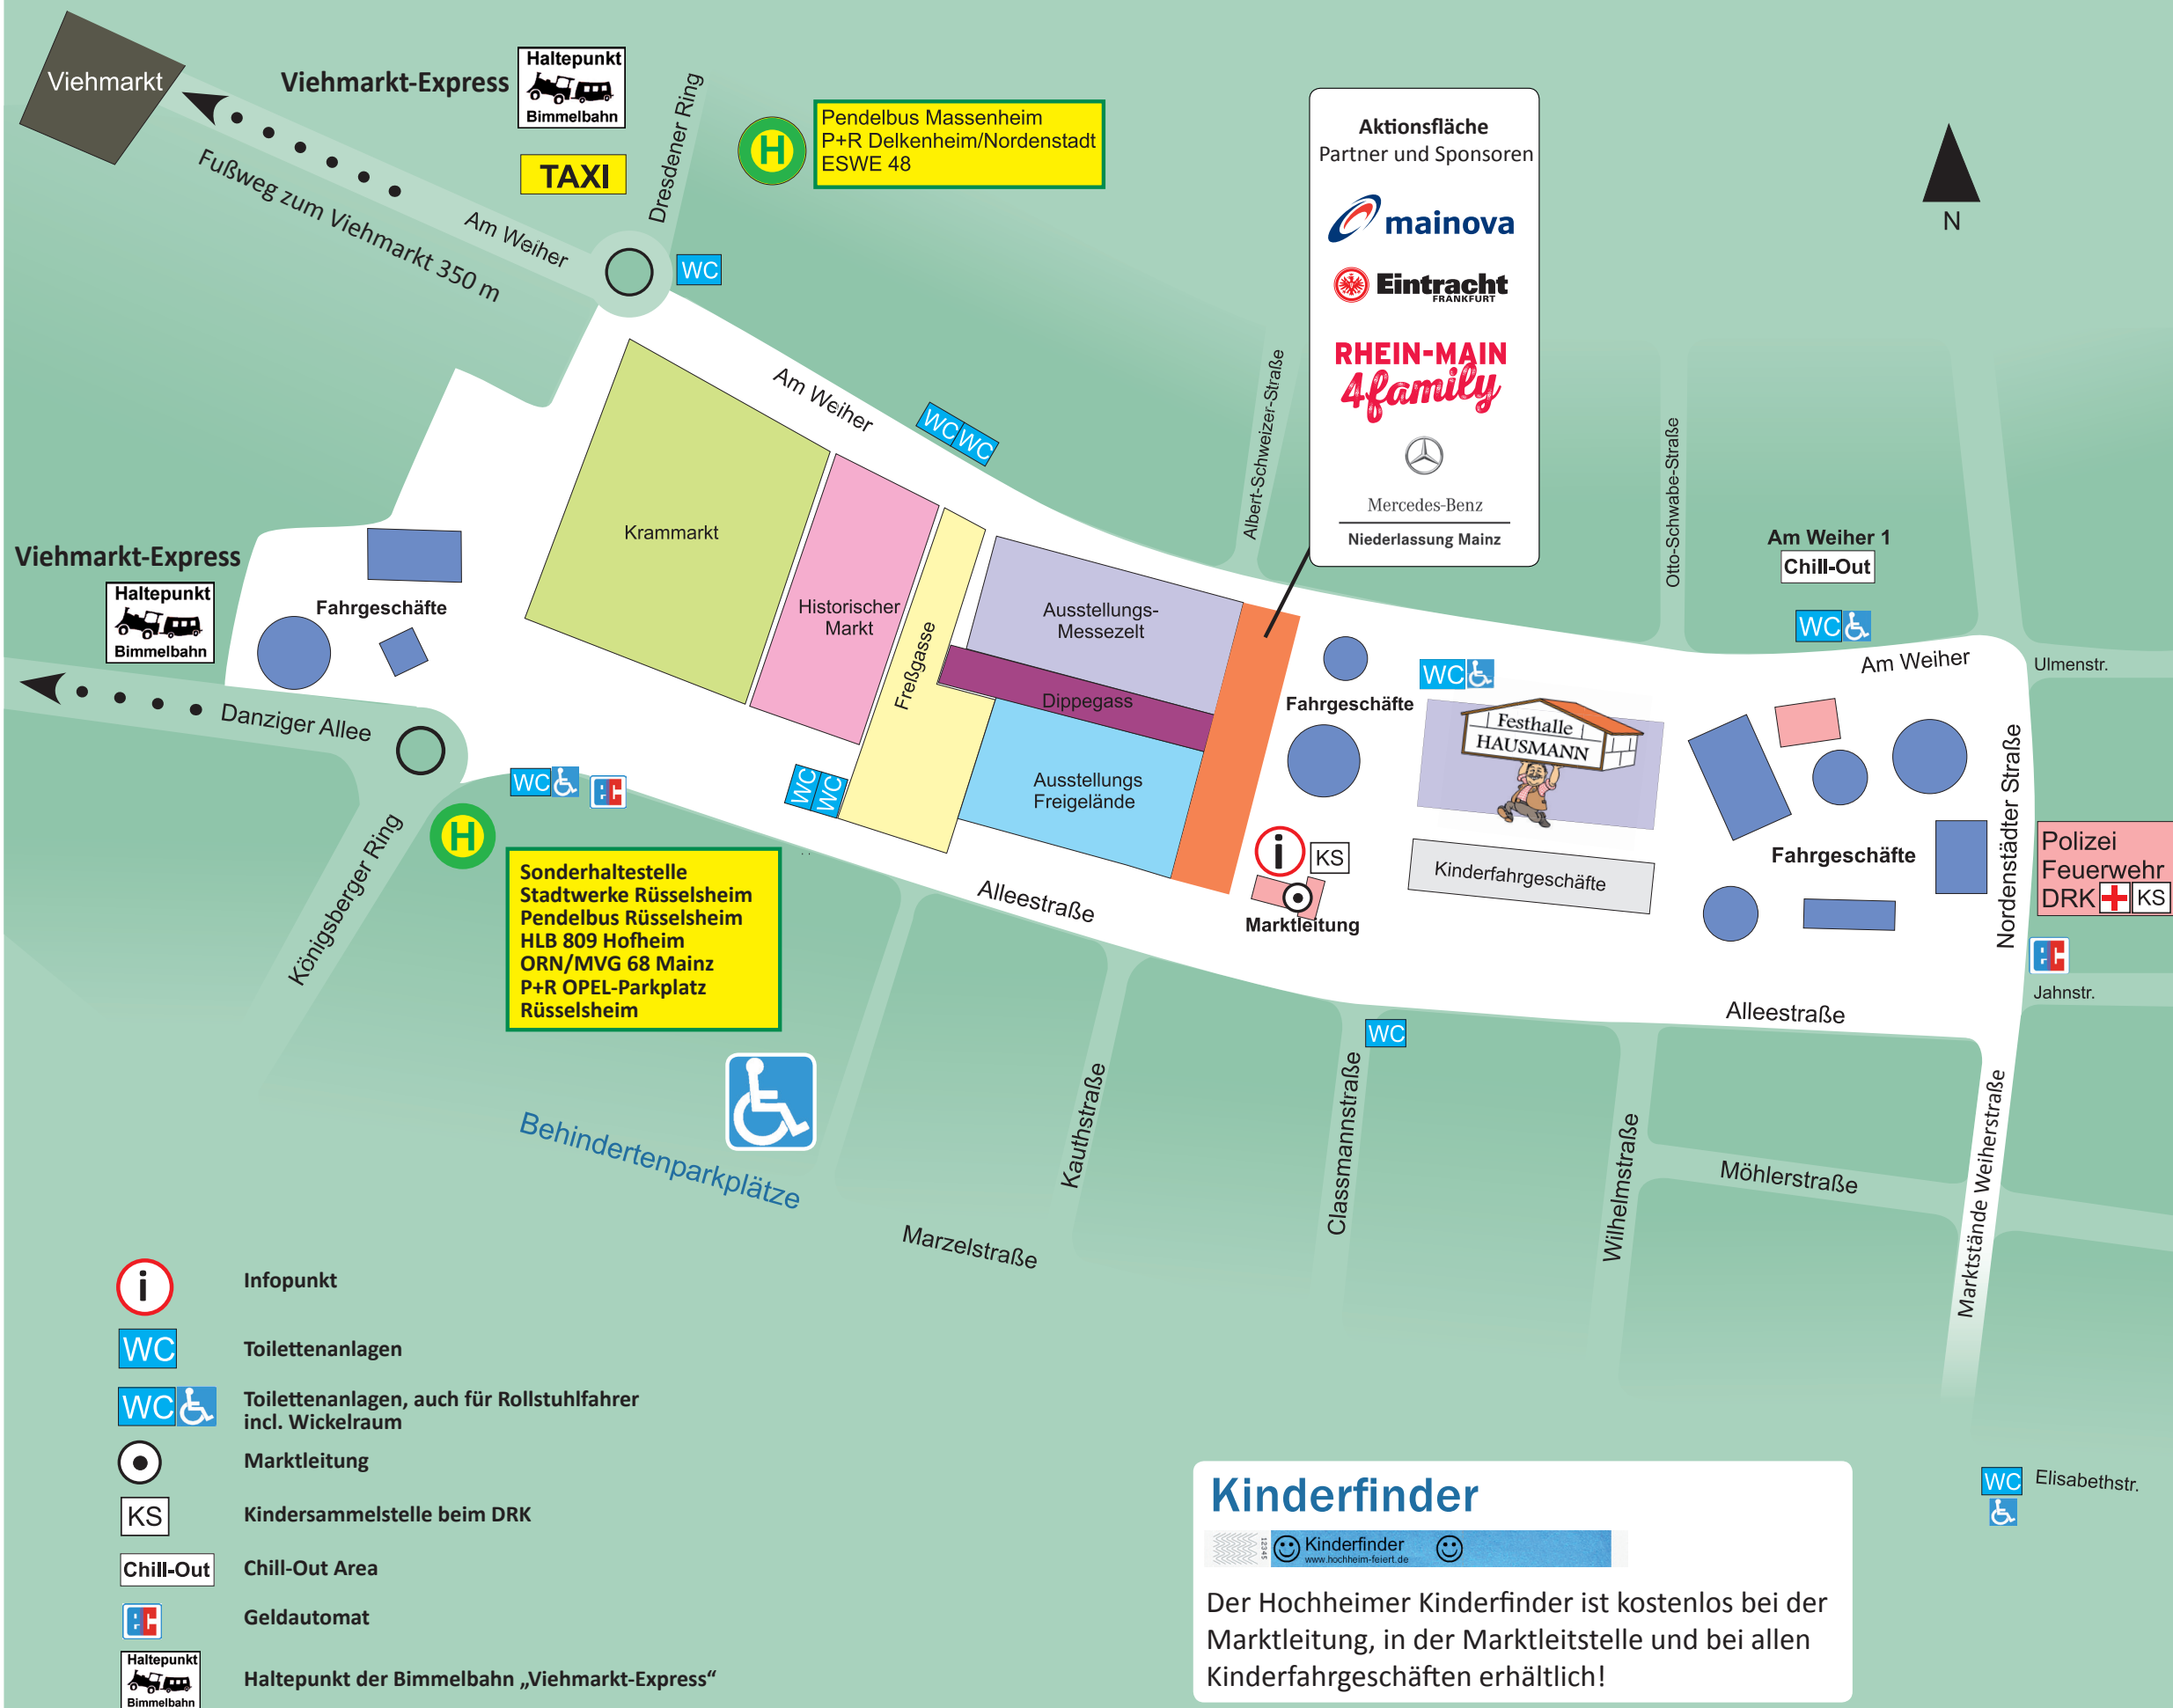 Viehmarkt
Viehmarkt-Express
Haltepunkt
Bimmelbahn
TAXI
Dresdener Ring
H
Pendelbus Massenheim
P+R Delkenheim/Nordenstadt
ESWE 48
Fußweg zum Viehmarkt 350 m
Am Weiher
WC
Aktionsfläche
Partner und Sponsoren
mainova
Eintracht
FRANKFURT
RHEIN-MAIN
4family
Mercedes-Benz
Niederlassung Mainz
N
Am Weiher
WC WC
Albert-Schweizer-Straße
Otto-Schwabe-Straße
Am Weiher 1
Chill-Out
WC
Am Weiher
Ulmenstr.
Viehmarkt-Express
Haltepunkt
Bimmelbahn
Fahrgeschäfte
Krammarkt
Historischer
Markt
Freßgasse
Ausstellungs-
Messezelt
Dippegass
Ausstellungs
Freigelände
Fahrgeschäfte
WC
Festhalle
HAUSMANN
Kinderfahrgeschäfte
Fahrgeschäfte
Nordenstädter Straße
Polizei
Feuerwehr
DRK KS
Jahnstr.
Danziger Allee
WC
WC WC
i KS
Marktleitung
Königsberger Ring
H
Sonderhaltestelle
Stadtwerke Rüsselsheim
Pendelbus Rüsselsheim
HLB 809 Hofheim
ORN/MVG 68 Mainz
P+R OPEL-Parkplatz
Rüsselsheim
Alleestraße
Alleestraße
WC
Behindertenparkplätze
Marzelstraße
Kauthstraße
Classmannstraße
Wilhelmstraße
Möhlerstraße
Marktstände Weiherstraße
WC Elisabethstr.
i Infopunkt
WC Toilettenanlagen
WC Toilettenanlagen, auch für Rollstuhlfahrer
incl. Wickelraum
Marktleitung
KS Kindersammelstelle beim DRK
Chill-Out Chill-Out Area
Geldautomat
Haltepunkt
Bimmelbahn
Haltepunkt der Bimmelbahn „Viehmarkt-Express“
Kinderfinder
12345
Kinderfinder
www.hochheim-feiert.de
Der Hochheimer Kinderfinder ist kostenlos bei der
Marktleitung, in der Marktleitstelle und bei allen
Kinderfahrgeschäften erhältlich!